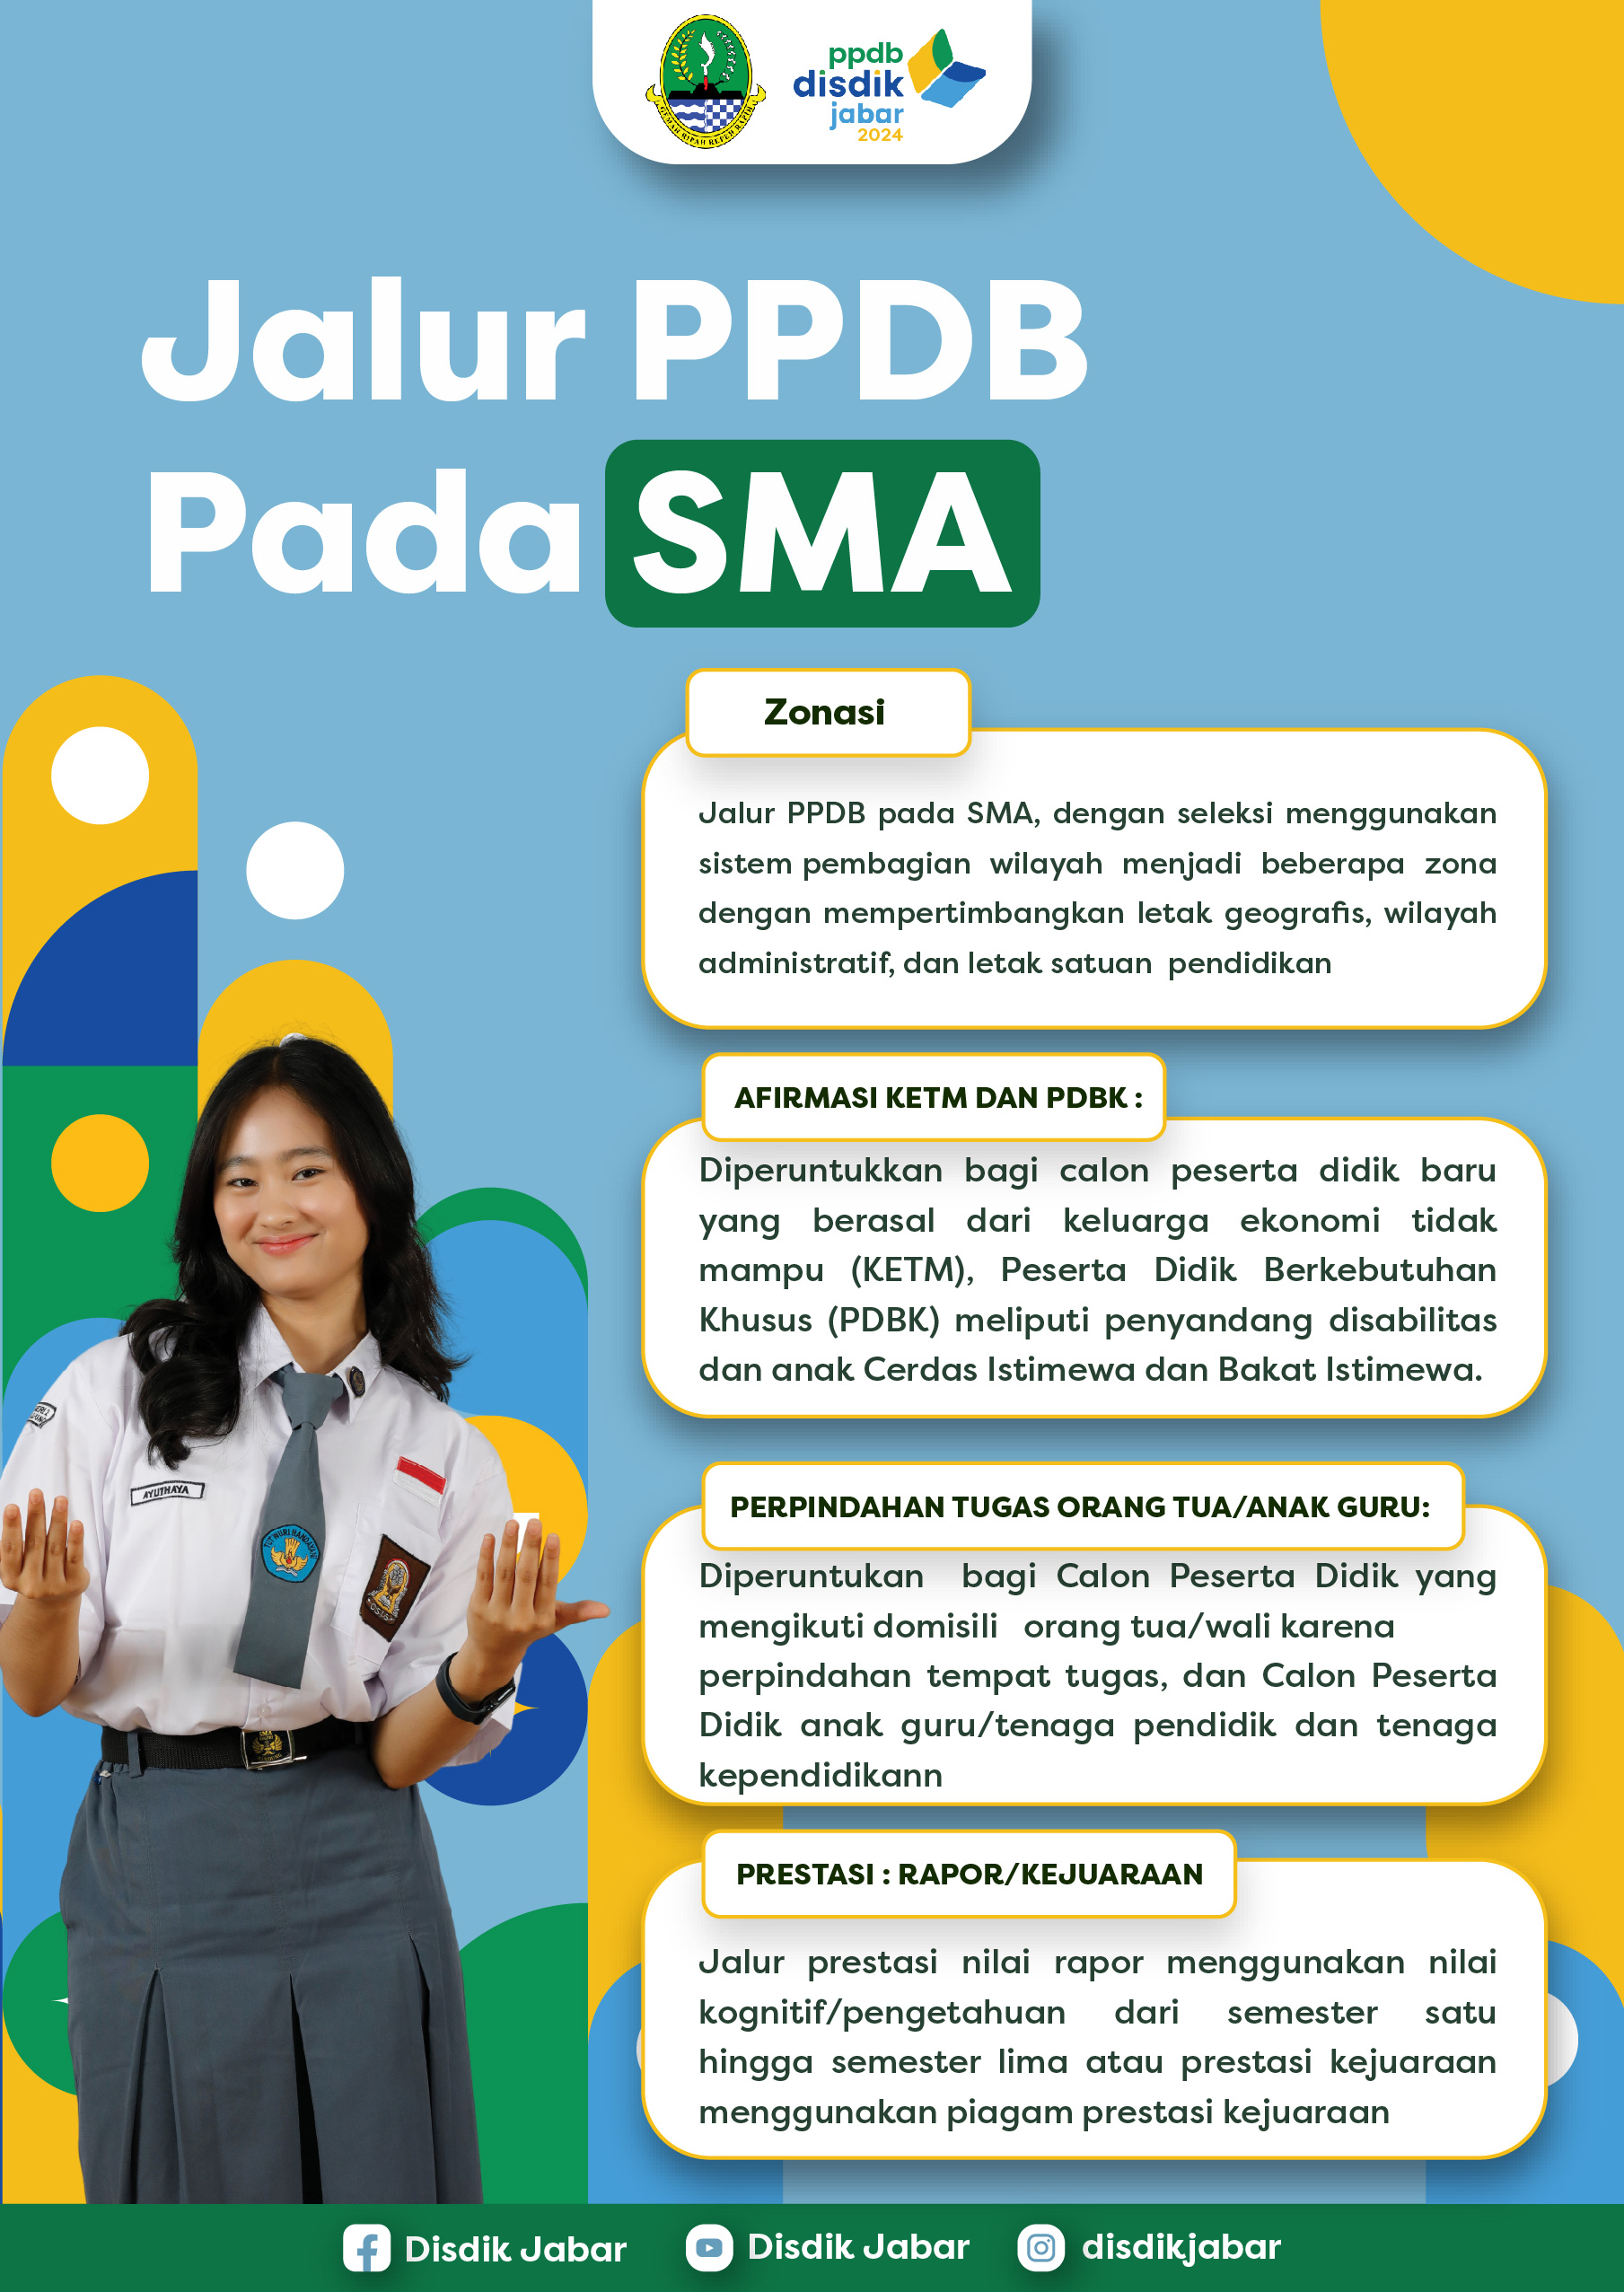 GEMAH RIPAH REPEH RAPIH
ppdb
disdik
jabar
2024
Jalur PPDB
Pada SMA
Zonasi
Jalur PPDB pada SMA, dengan seleksi menggunakan
sistem pembagian wilayah menjadi beberapa zona
dengan mempertimbangkan letak geografis, wilayah
administratif, dan letak satuan pendidikan
AFIRMASI KETM DAN PDBK :
Diperuntukkan bagi calon peserta didik baru
yang berasal dari keluarga ekonomi tidak
mampu (KETM), Peserta Didik Berkebutuhan
Khusus (PDBK) meliputi penyandang disabilitas
dan anak Cerdas Istimewa dan Bakat Istimewa.
PERPINDAHAN TUGAS ORANG TUA/ANAK GURU:
Diperuntukan bagi Calon Peserta Didik yang
mengikuti domisili orang tua/wali karena
perpindahan tempat tugas, dan Calon Peserta
Didik anak guru/tenaga pendidik dan tenaga
kependidikann
PRESTASI : RAPOR/KEJUARAAN
Jalur prestasi nilai rapor menggunakan nilai
kognitif/pengetahuan dari semester satu
hingga semester lima atau prestasi kejuaraan
menggunakan piagam prestasi kejuaraan
AYUTHAYA
TUT WURI HANDAYANI
OSIS
SMA
Disdik Jabar
Disdik Jabar
disdikjabar